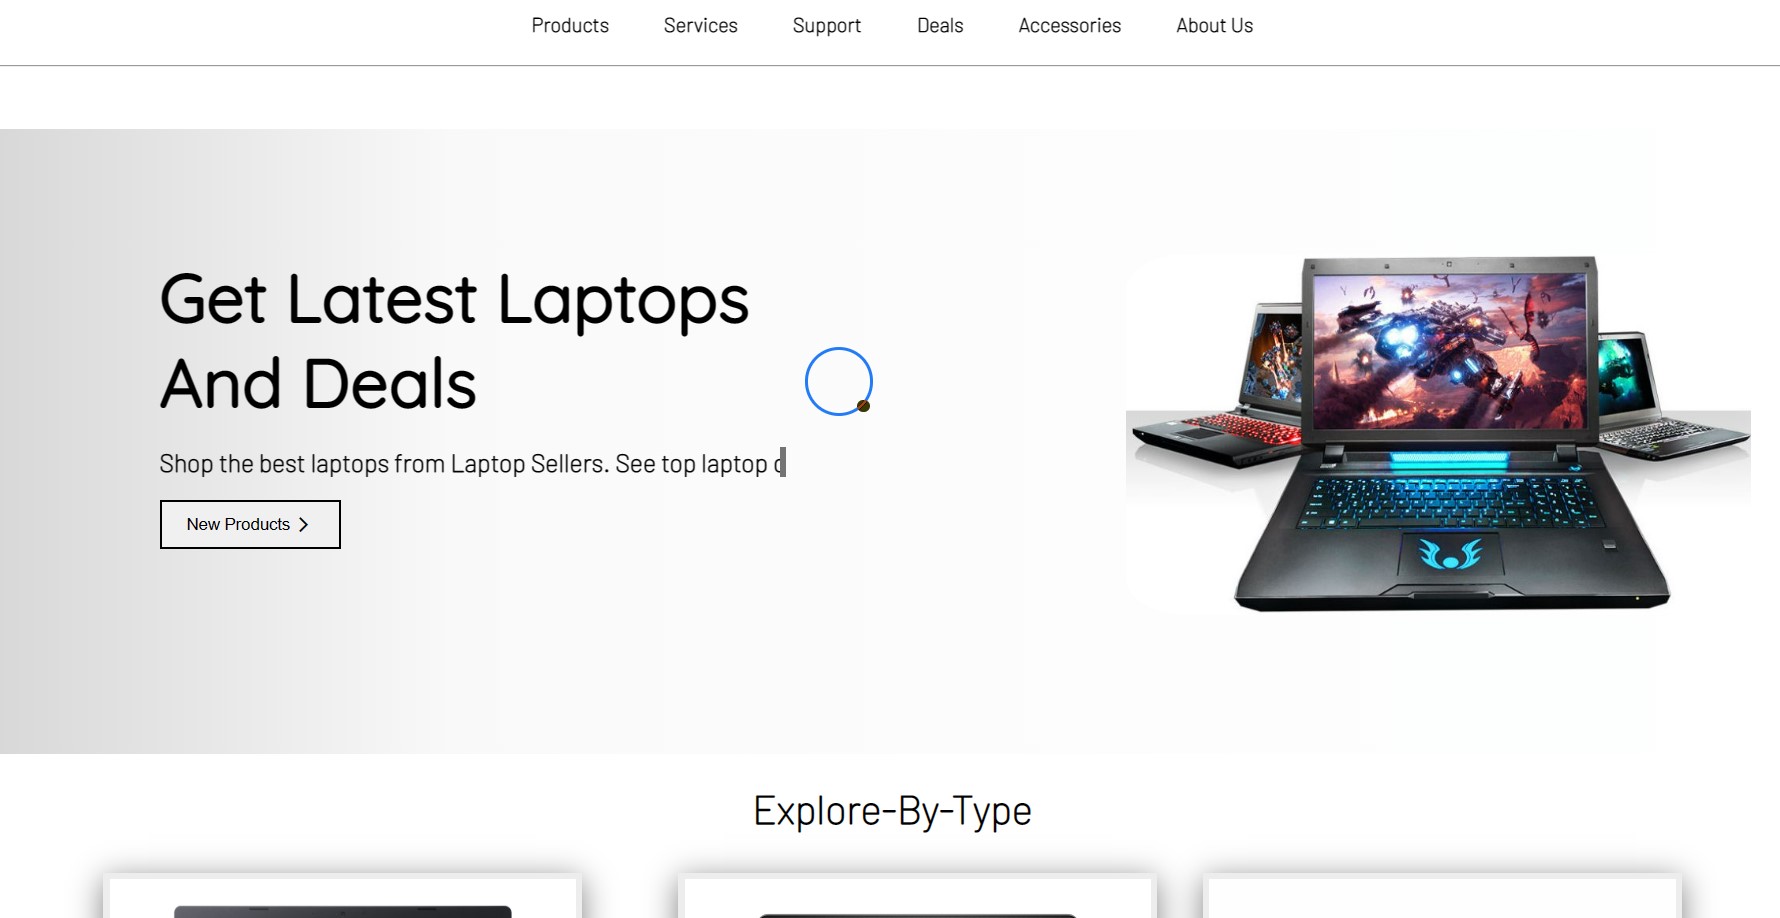 Products Services Support Deals Accessories About Us
Get Latest Laptops
And Deals
Shop the best laptops from Laptop Sellers. See top laptop
New Products
Explore-By-Type